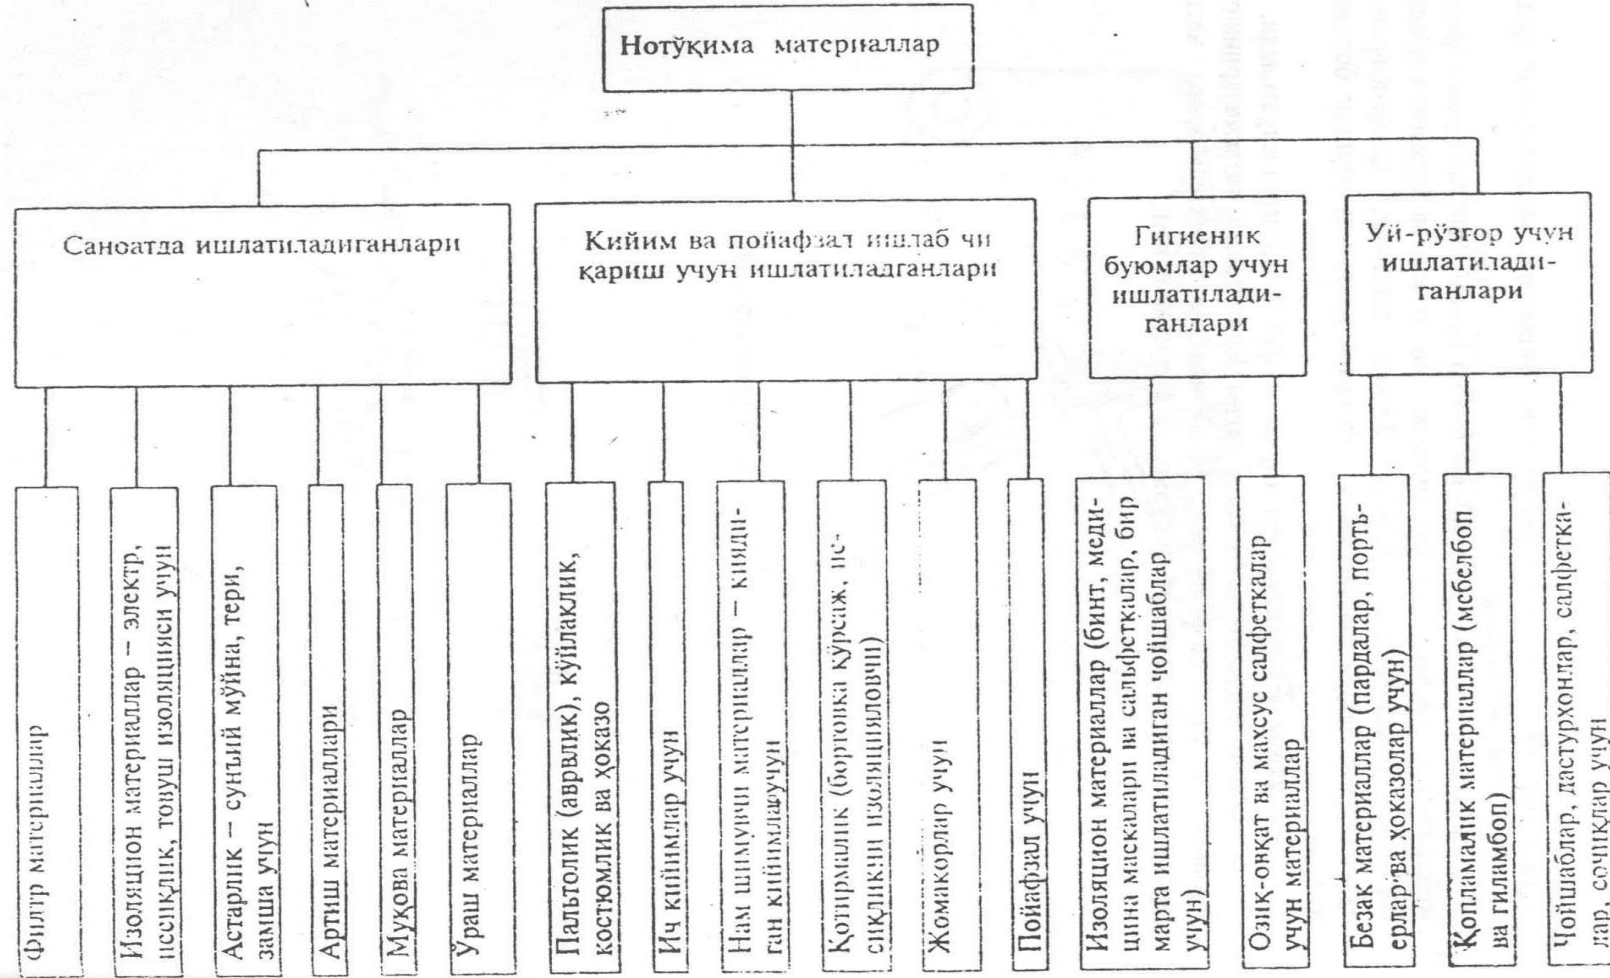 Нотўқима материаллар
Саноатда ишлатиладиганлари
Кийим ва пойафзал ишлаб чи
қариш учун ишлатиладганлари
Гигиеник
буюмлар учун
ишлатилади-
ганлари
Уй-рўзғор учун
ишлатилади-
ганлари
Филтр материаллар
Изоляцион материаллар – электр,
иссиқлик, товуш изоляцияси учун
Астарлик – сунъий мўйна, тери,
замша учун
Артиш материаллари
Муқова материаллар
Ўраш материаллар
Пальтолик (аврвлик), кўйлаклик,
костюмлик ва ҳоказо
Ич кийимлар учун
Нам шимувчи материаллар – кияди-
ган кийимлар учун
Қотирмалик (бортовка қўрсаж, ис-
сиқликни изоляцияловчи)
Жомакорлар учун
Пойафзал учун
Изоляцион материаллар (бинт, меди-
цина маскалари ва сальфеткалар, бир
марта ишлатиладиган чойшаблар
учун)
Озиқ-овқат ва махсус салфеткалар
учун материаллар
Безак материаллар (пардалар, порть-
ерлар ва ҳоказолар учун)
Қопламалик материаллар (мебелбоп
ва гиламбоп)
Чойшаблар, дастурхонлар, салфетка-
лар, сочиқлар учун